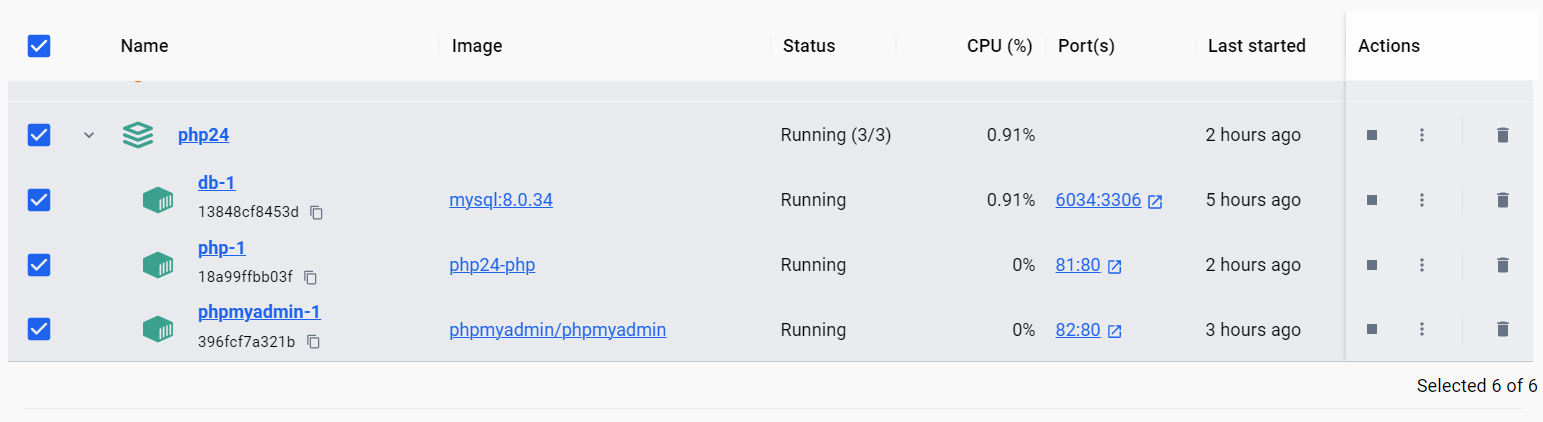 Name Image Status CPU (%) Port(s) Last started Actions
php24 Running (3/3) 0.91% 2 hours ago
db-1
13848cf8453d mysql:8.0.34 Running 0.91% 6034:3306 5 hours ago
php-1
18a99ffbb03f php24-php Running 0% 81:80 2 hours ago
phpmyadmin-1
396fcf7a321b phpmyadmin/phpmyadmin Running 0% 82:80 3 hours ago
Selected 6 of 6